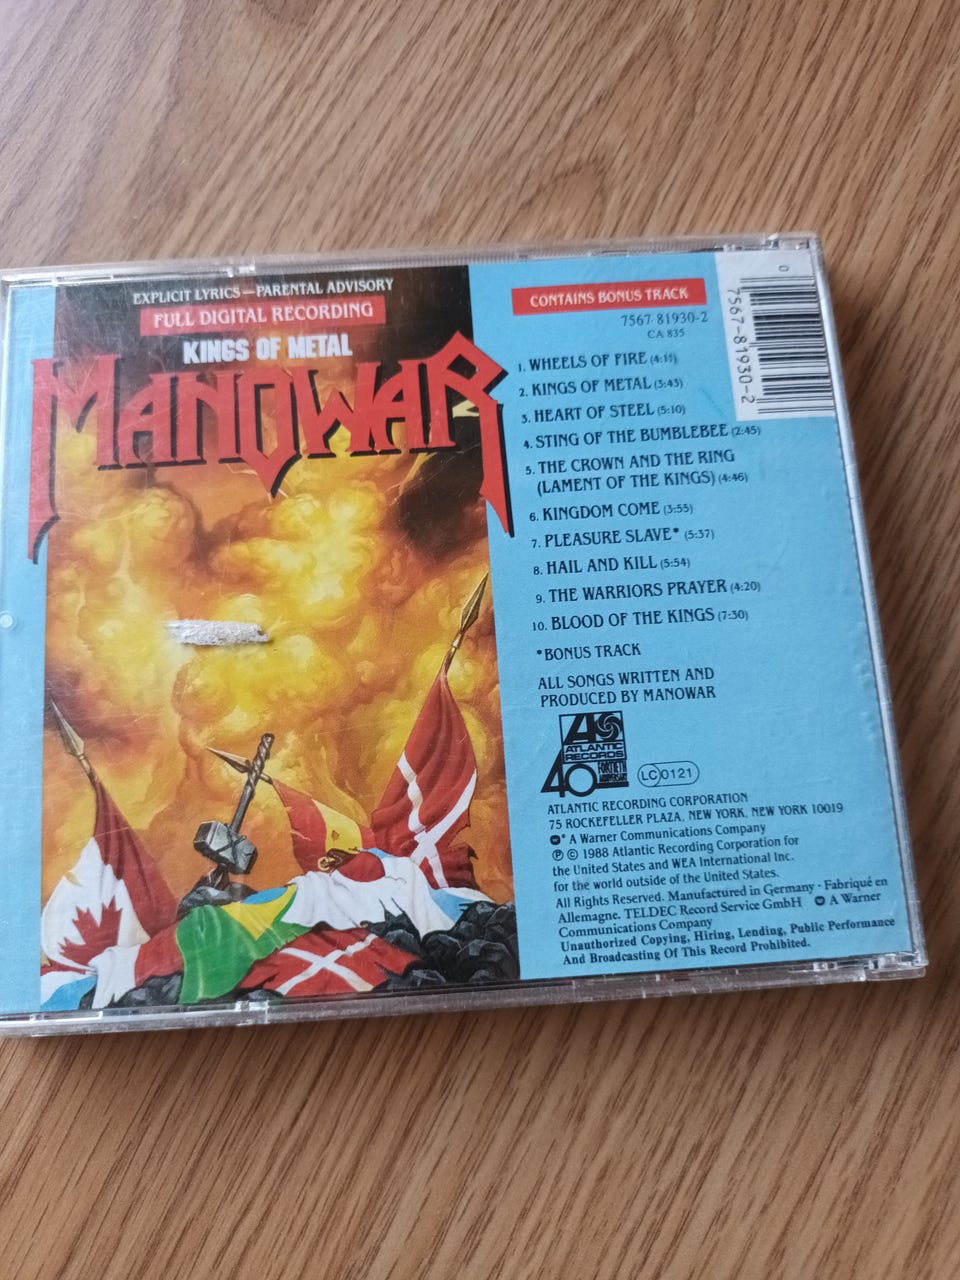 EXPLICIT LYRICS—PARENTAL ADVISORY
FULL DIGITAL RECORDING
KINGS OF METAL
MANOWAR
CONTAINS BONUS TRACK
7567-81930-2
CA 835
1. WHEELS OF FIRE (4:11)
2. KINGS OF METAL (3:43)
3. HEART OF STEEL (5:10)
4. STING OF THE BUMBLEBEE (2:45)
5. THE CROWN AND THE RING
(LAMENT OF THE KINGS) (4:46)
6. KINGDOM COME (3:55)
7. PLEASURE SLAVE* (5:37)
8. HAIL AND KILL (5:54)
9. THE WARRIORS PRAYER (4:20)
10. BLOOD OF THE KINGS (7:30)
*BONUS TRACK
ALL SONGS WRITTEN AND
PRODUCED BY MANOWAR
ATLANTIC
RECORDS
40 FORTIETH
ANNIVERSARY
LC 0121
ATLANTIC RECORDING CORPORATION
75 ROCKEFELLER PLAZA, NEW YORK, NEW YORK 10019
* A Warner Communications Company
℗ © 1988 Atlantic Recording Corporation for
the United States and WEA International Inc.
for the world outside of the United States.
All Rights Reserved. Manufactured in Germany · Fabriqué en
Allemagne. TELDEC Record Service GmbH A Warner
Communications Company
Unauthorized Copying, Hiring, Lending, Public Performance
And Broadcasting Of This Record Prohibited.
0
7567-81930-2